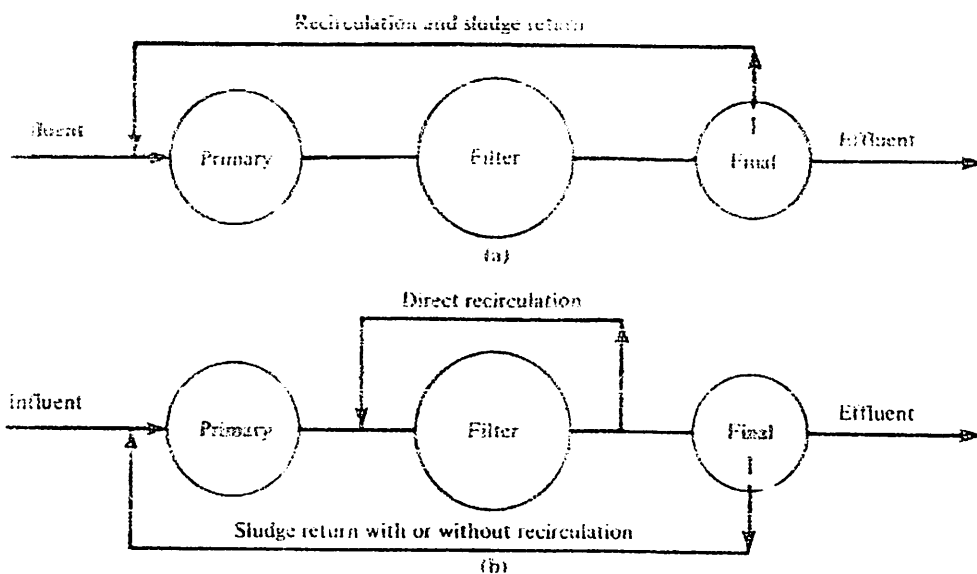 Recirculation and sludge return
fluent
Primary
Filter
Final
Effluent
(a)
Direct recirculation
Influent
Primary
Filter
Final
Effluent
Sludge return with or without recirculation
(b)